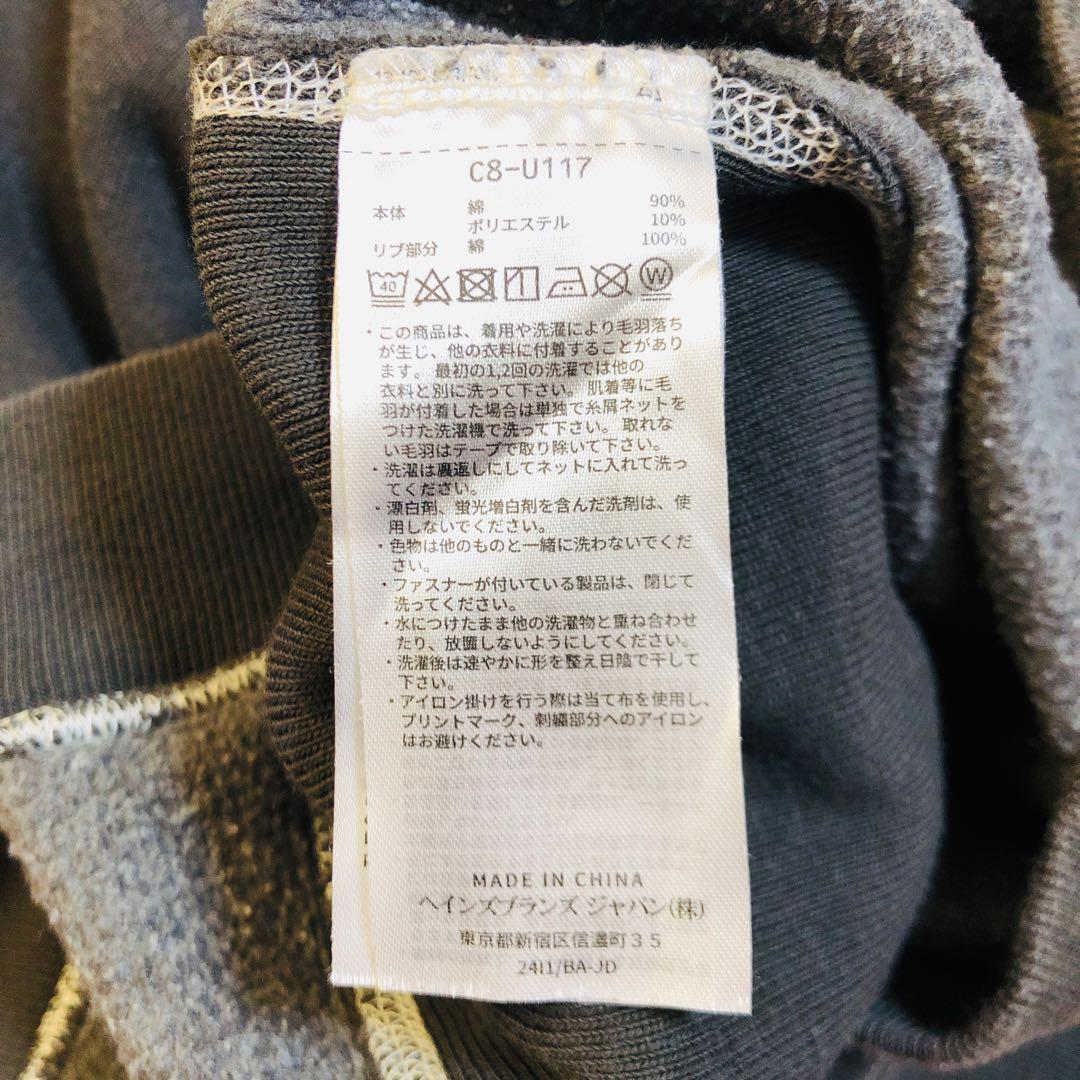 C8-U117
本体 綿 90%
ポリエステル 10%
リブ部分 綿 100%
40 W
・この商品は、着用や洗濯により毛羽落ち
が生じ、他の衣料に付着することがあり
ます。最初の1,2回の洗濯では他の
衣料と別に洗って下さい。肌着等に毛
羽が付着した場合は単独で糸屑ネットを
つけた洗濯機で洗って下さい。取れな
い毛羽はテープで取り除いて下さい。
・洗濯は裏返しにしてネットに入れて洗っ
てください。
・漂白剤、蛍光増白剤を含んだ洗剤は、使
用しないでください。
・色物は他のものと一緒に洗わないでくだ
さい。
・ファスナーが付いている製品は、閉じて
洗ってください。
・水につけたまま他の洗濯物と重ね合わせ
たり、放置しないようにしてください。
・洗濯後は速やかに形を整え日陰で干して
下さい。
・アイロン掛けを行う際は当て布を使用し、
プリントマーク、刺繍部分へのアイロン
はお避けください。
MADE IN CHINA
ヘインズブランズ ジャパン(株)
東京都新宿区信濃町35
24I1/BA-JD